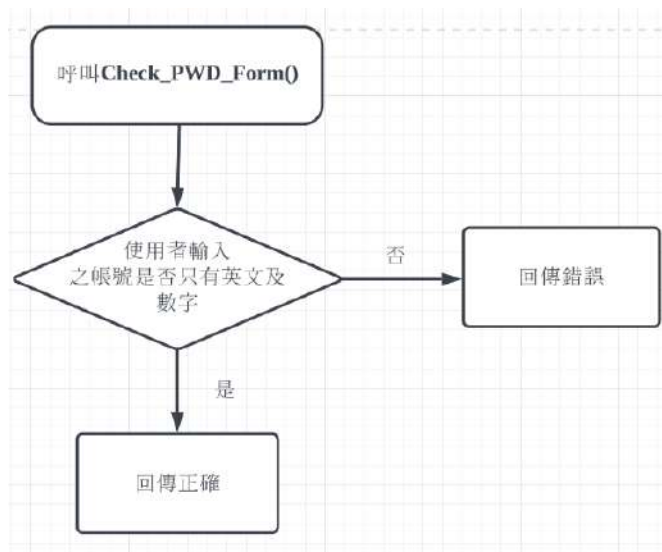 呼叫Check_PWD_Form()
使用者輸入
之帳號是否只有英文及
數字
否
回傳錯誤
是
回傳正確